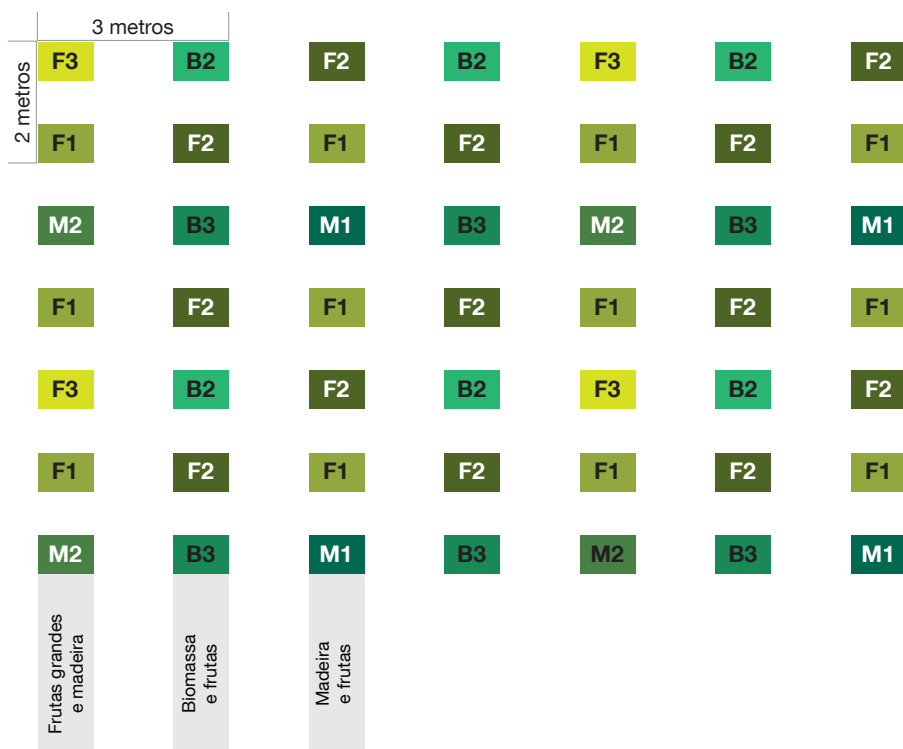 3 metros
2 metros
F3 B2 F2 B2 F3 B2 F2
F1 F2 F1 F2 F1 F2 F1
M2 B3 M1 B3 M2 B3 M1
F1 F2 F1 F2 F1 F2 F1
F3 B2 F2 B2 F3 B2 F2
F1 F2 F1 F2 F1 F2 F1
M2 B3 M1 B3 M2 B3 M1
Frutas grandes
e madeira
Biomassa
e frutas
Madeira
e frutas